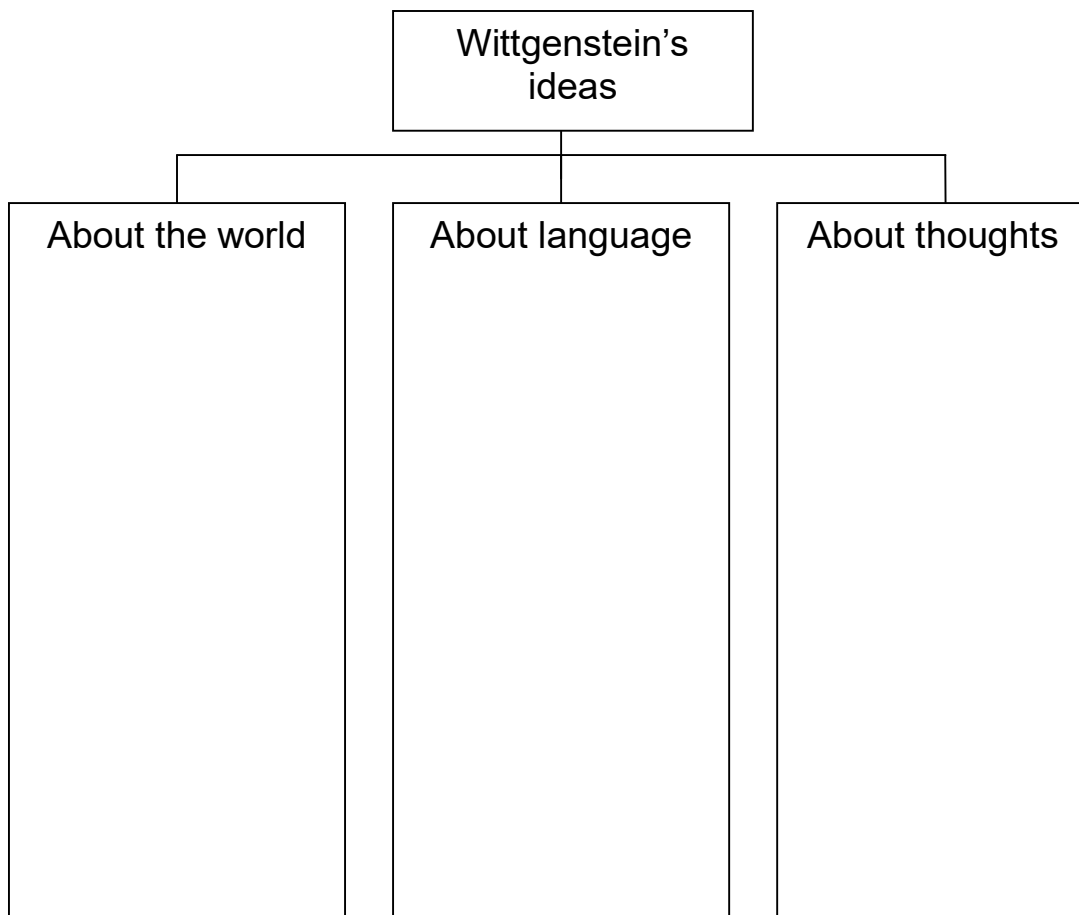 Wittgenstein’s
ideas
About the world
About language
About thoughts